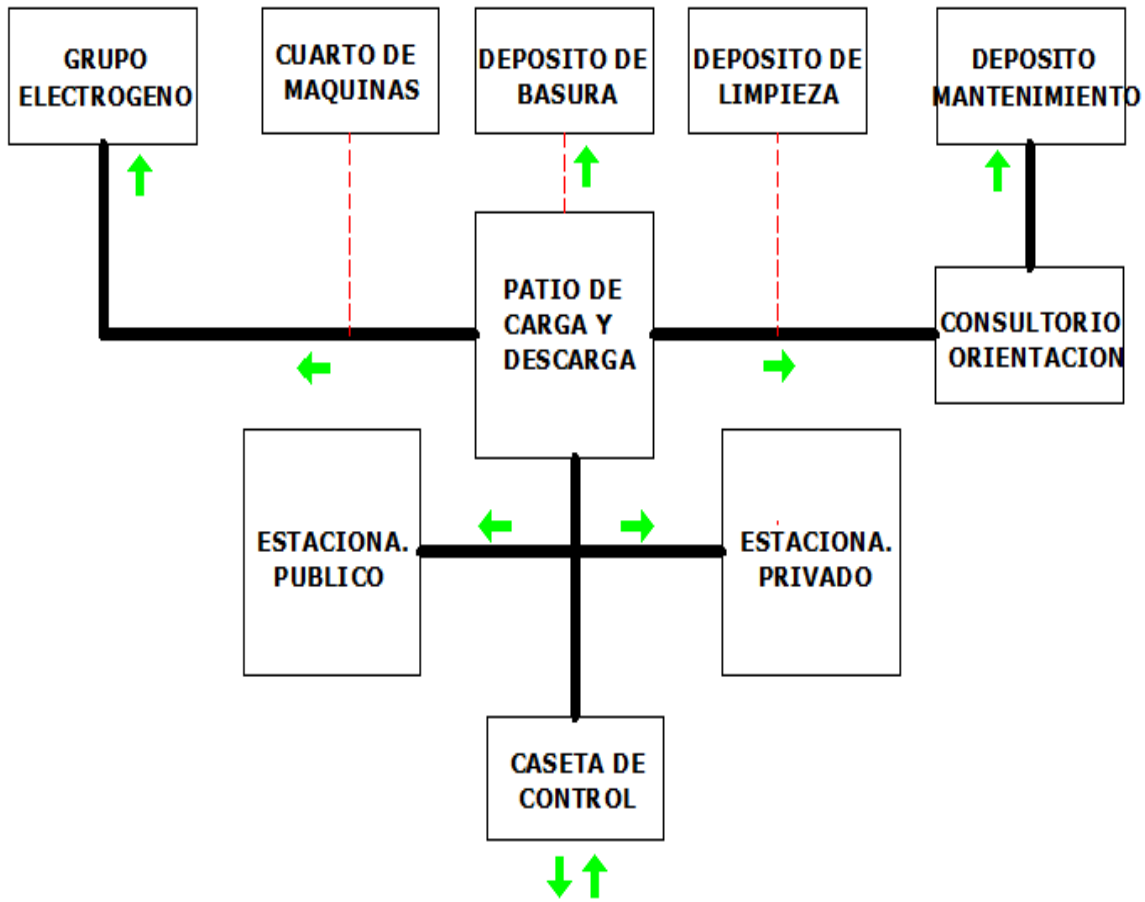 GRUPO
ELECTROGENO
CUARTO DE
MAQUINAS
DEPOSITO DE
BASURA
DEPOSITO DE
LIMPIEZA
DEPOSITO
MANTENIMIENTO
PATIO DE
CARGA Y
DESCARGA
CONSULTORIO
ORIENTACION
ESTACIONA.
PUBLICO
ESTACIONA.
PRIVADO
CASETA DE
CONTROL